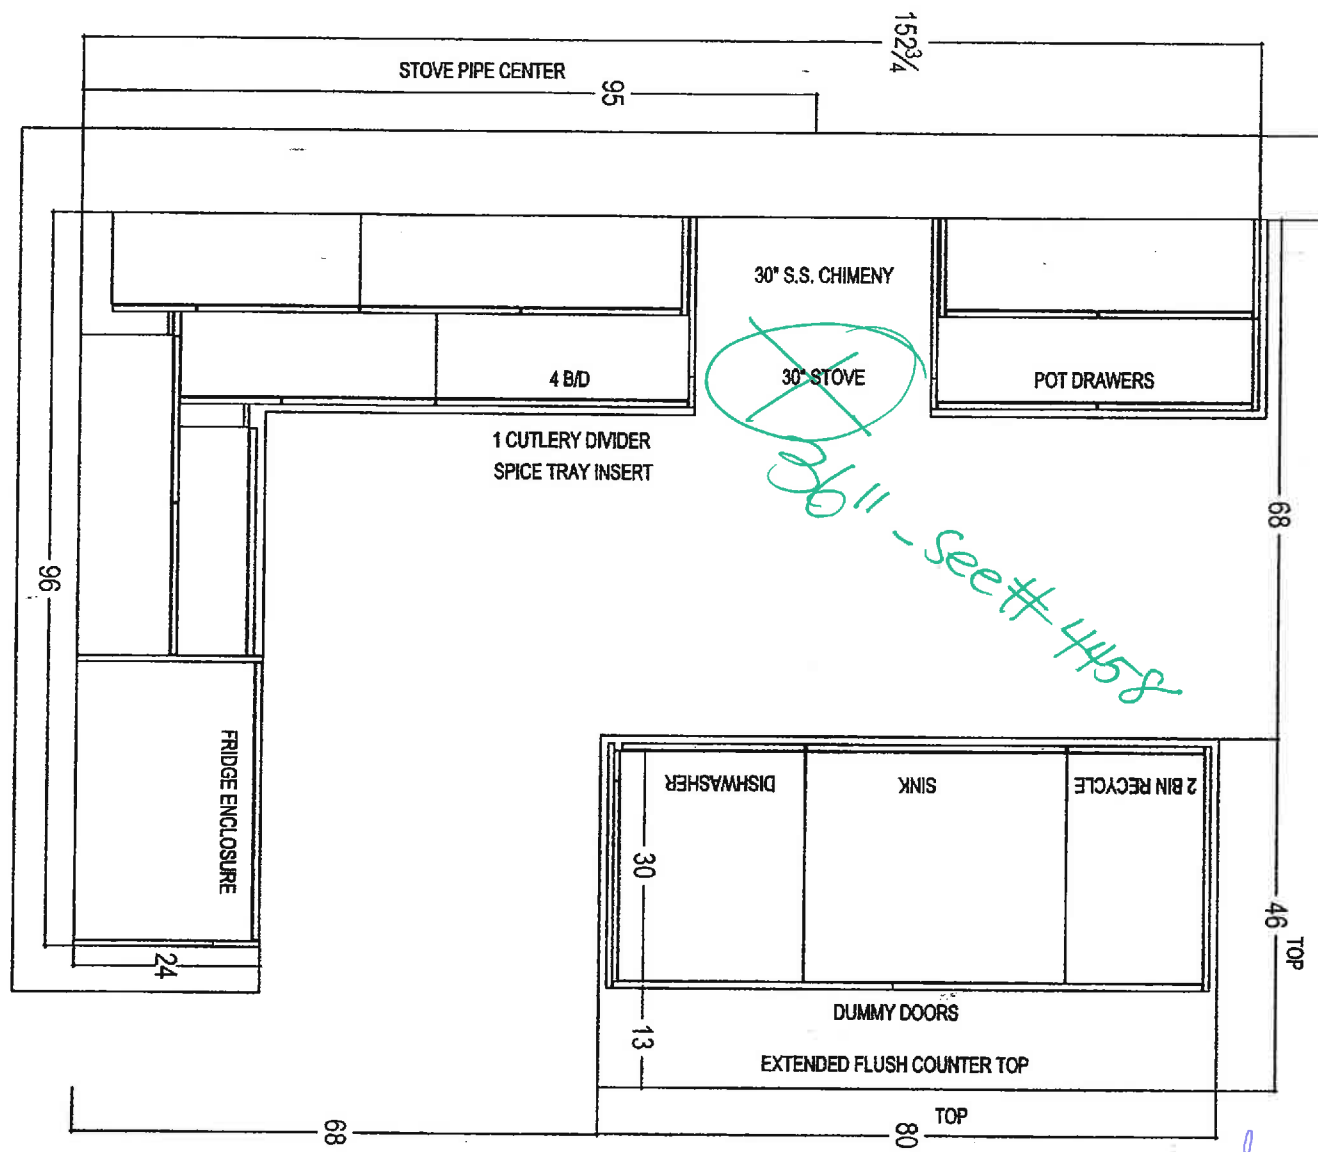 152¾
STOVE PIPE CENTER
95
30" S.S. CHIMENY
4 B/D
30" STOVE
POT DRAWERS
1 CUTLERY DIVIDER
SPICE TRAY INSERT
36" - See # 4458
68
96
FRIDGE ENCLOSURE
DISHWASHER
SINK
2 BIN RECYCLE
30
46
TOP
24
DUMMY DOORS
13
EXTENDED FLUSH COUNTER TOP
TOP
68
80